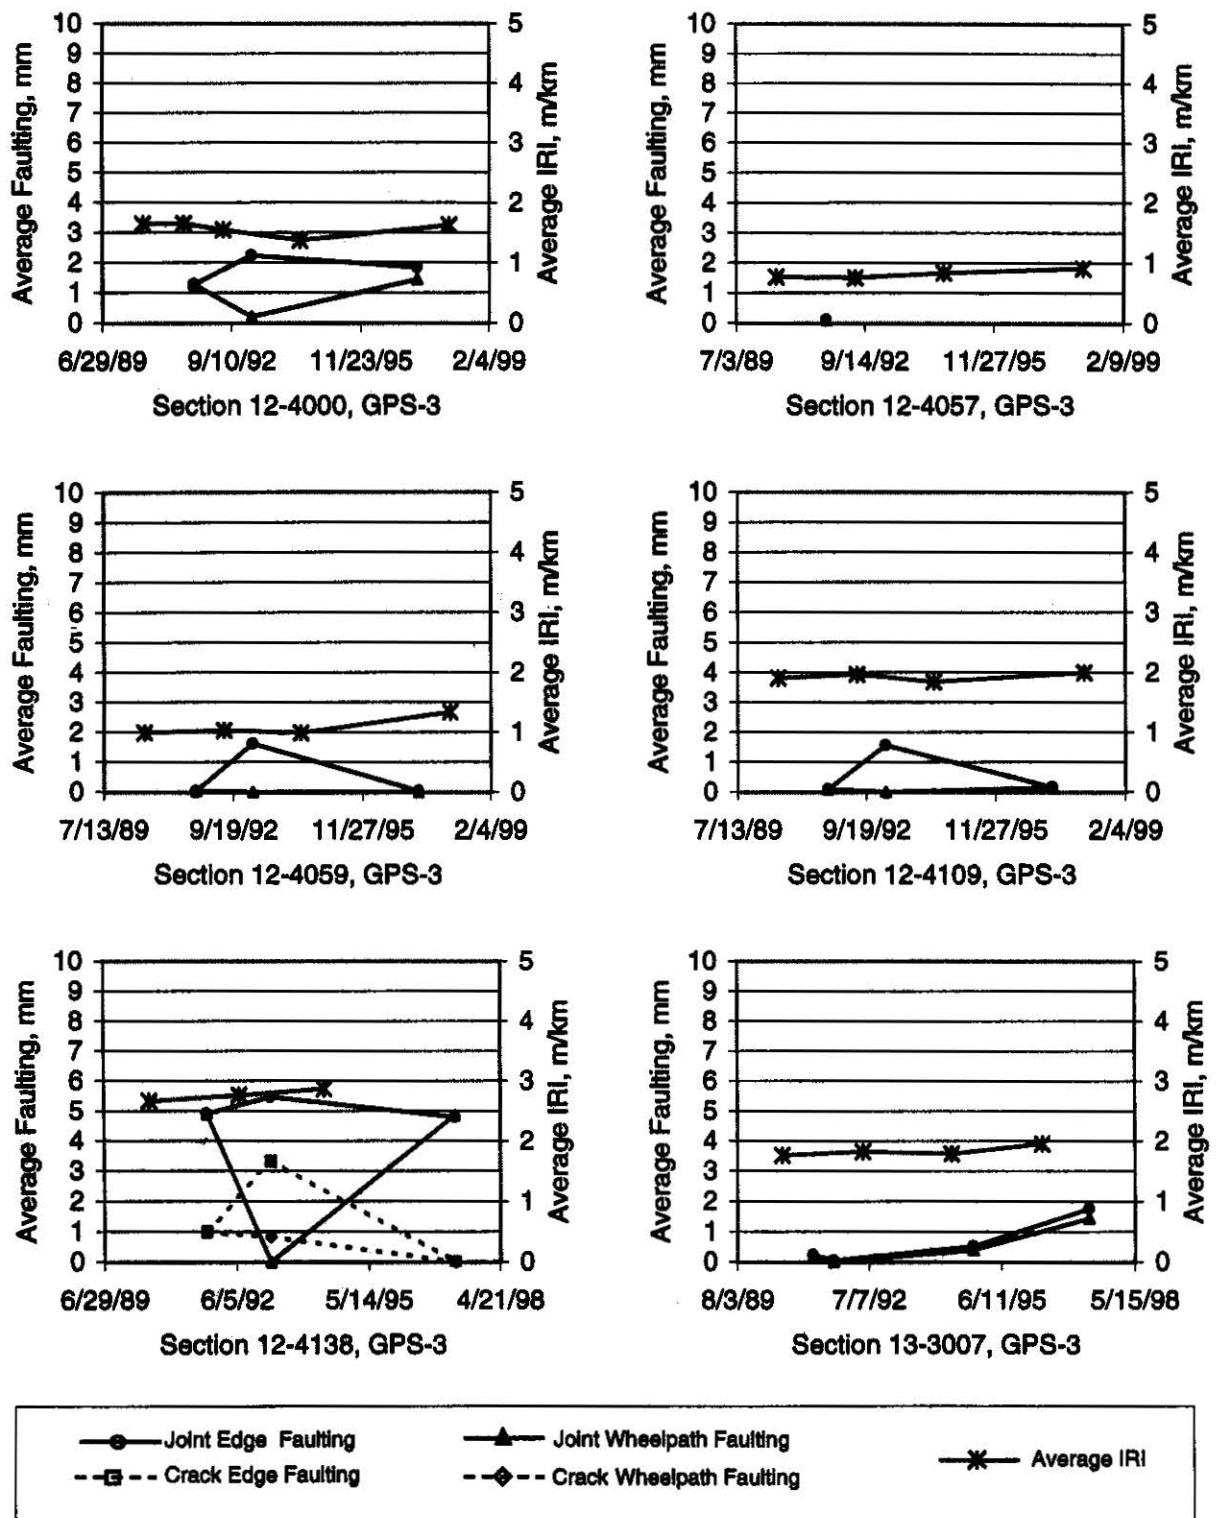 10 9 8 7 6 5 4 3 2 1 0
Average Faulting, mm
5 4 3 2 1 0
Average IRI, m/km
6/29/89 9/10/92 11/23/95 2/4/99
Section 12-4000, GPS-3
10 9 8 7 6 5 4 3 2 1 0
Average Faulting, mm
5 4 3 2 1 0
Average IRI, m/km
7/3/89 9/14/92 11/27/95 2/9/99
Section 12-4057, GPS-3
10 9 8 7 6 5 4 3 2 1 0
Average Faulting, mm
5 4 3 2 1 0
Average IRI, m/km
7/13/89 9/19/92 11/27/95 2/4/99
Section 12-4059, GPS-3
10 9 8 7 6 5 4 3 2 1 0
Average Faulting, mm
5 4 3 2 1 0
Average IRI, m/km
7/13/89 9/19/92 11/27/95 2/4/99
Section 12-4109, GPS-3
10 9 8 7 6 5 4 3 2 1 0
Average Faulting, mm
5 4 3 2 1 0
Average IRI, m/km
6/29/89 6/5/92 5/14/95 4/21/98
Section 12-4138, GPS-3
10 9 8 7 6 5 4 3 2 1 0
Average Faulting, mm
5 4 3 2 1 0
Average IRI, m/km
8/3/89 7/7/92 6/11/95 5/15/98
Section 13-3007, GPS-3
Joint Edge Faulting
Joint Wheelpath Faulting
Average IRI
Crack Edge Faulting
Crack Wheelpath Faulting